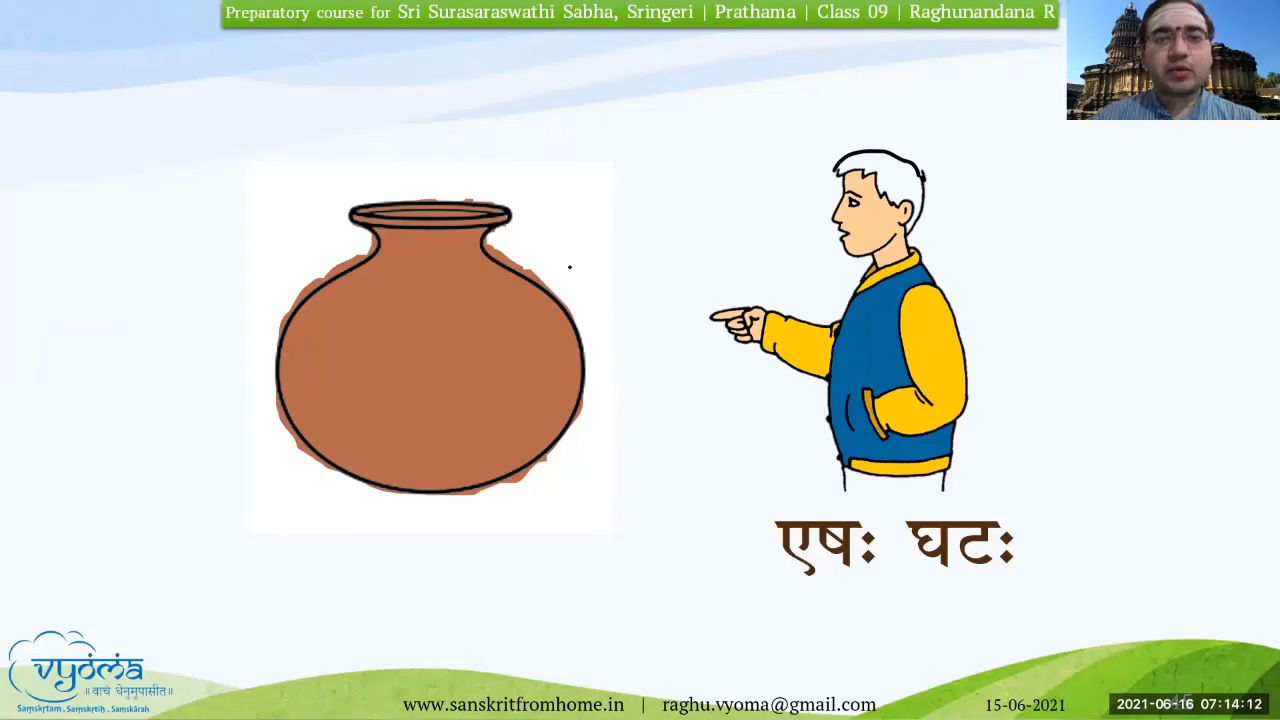 Preparatory course for Sri Surasaraswathi Sabha, Sringeri | Prathama | Class 09 | Raghunandana R
एषः घटः
vyoma
॥ वाचं धेनुमुपासीत॥
Saṃskṛtam . Saṃskṛtiḥ . Saṃskārāḥ
www.sanskritfromhome.in | raghu.vyoma@gmail.com 15-06-2021
2021-06-16 07:14:12